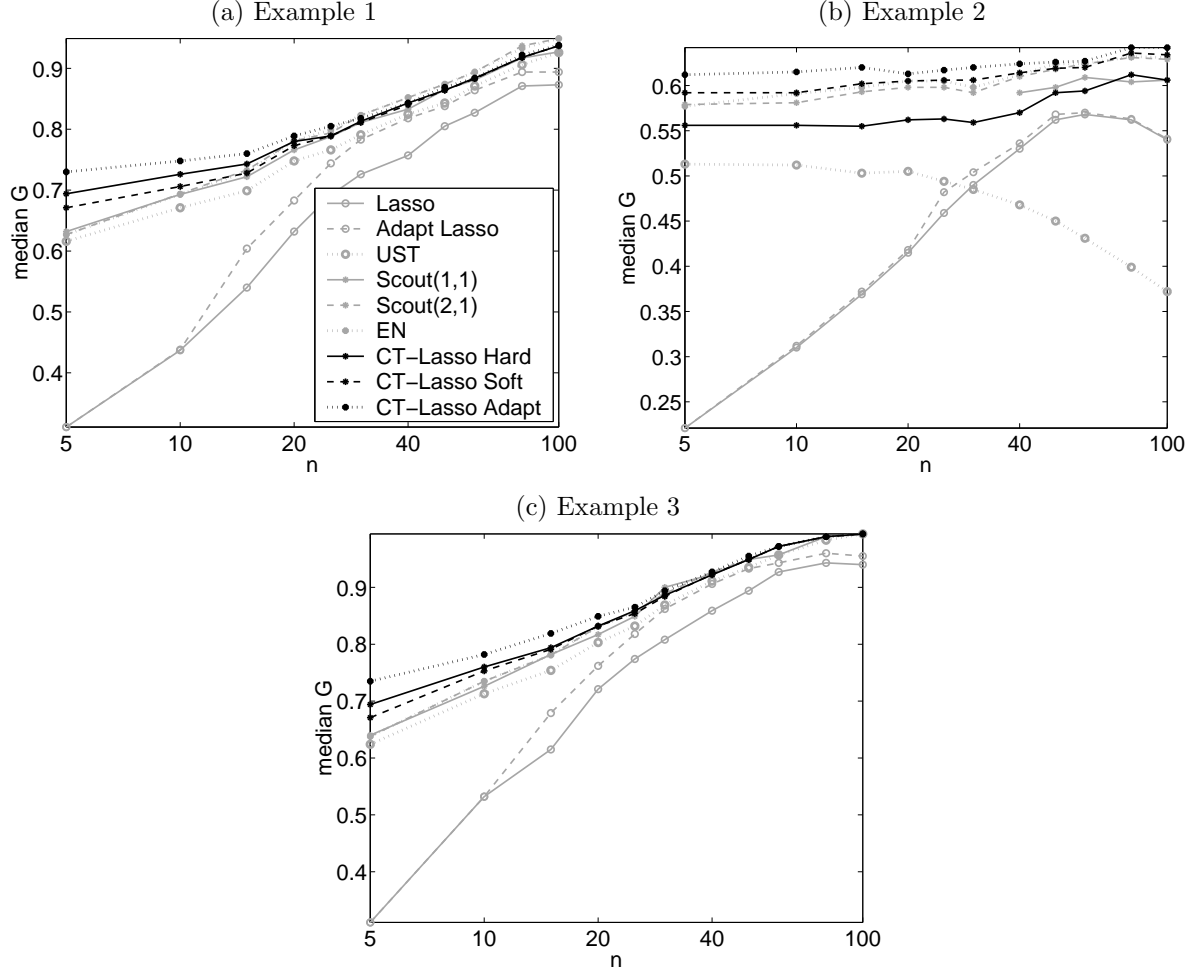 (a) Example 1
median G
0.9
0.8
0.7
0.6
0.5
0.4
5
10
20
40
100
n
Lasso
Adapt Lasso
UST
Scout(1,1)
Scout(2,1)
EN
CT−Lasso Hard
CT−Lasso Soft
CT−Lasso Adapt
(b) Example 2
median G
0.6
0.55
0.5
0.45
0.4
0.35
0.3
0.25
5
10
20
40
100
n
(c) Example 3
median G
0.9
0.8
0.7
0.6
0.5
0.4
5
10
20
40
100
n